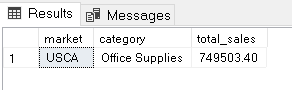 Results Messages
market category total_sales
1 USCA Office Supplies 749503.40